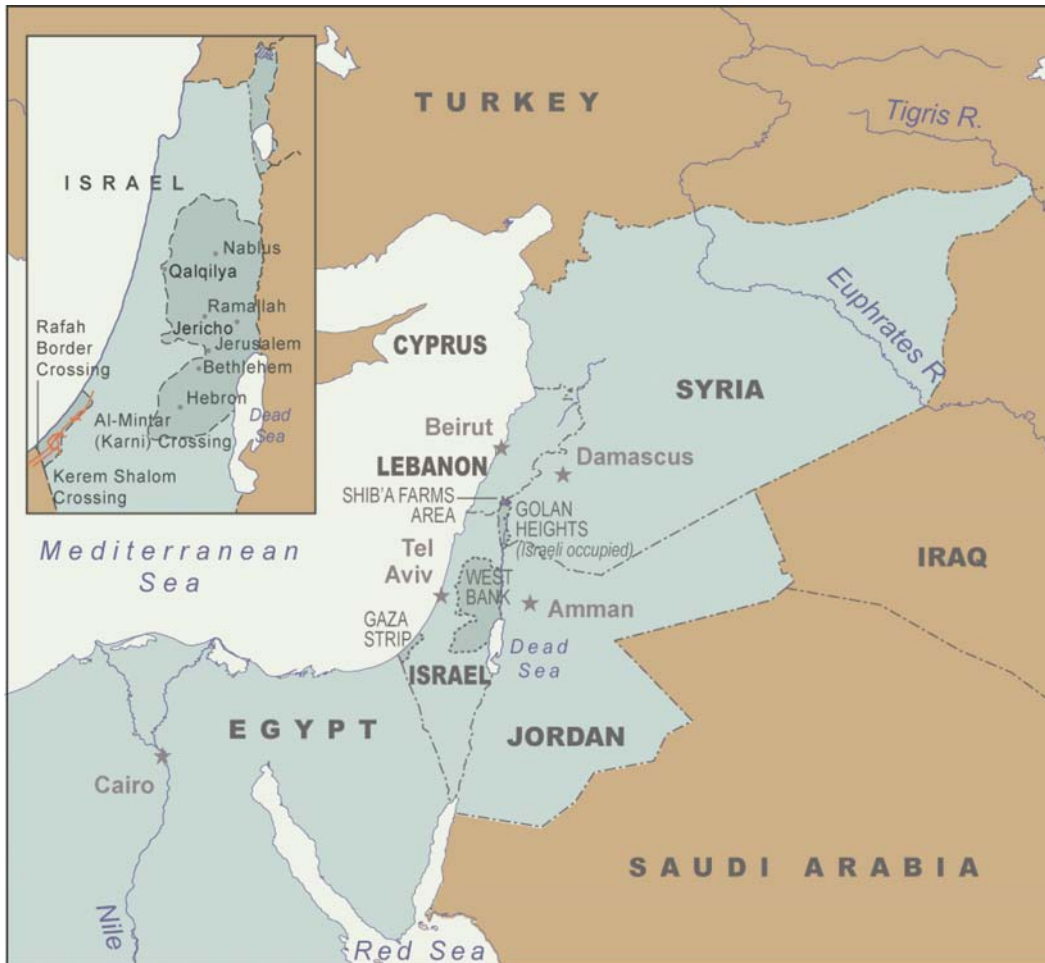 ISRAEL
Nablus
Qalqilya
Ramallah
Jericho
Jerusalem
Bethlehem
Hebron
Dead
Sea
Rafah
Border
Crossing
Al-Mintar
(Karni) Crossing
Kerem Shalom
Crossing
TURKEY
Tigris R.
Euphrates R.
CYPRUS
SYRIA
Beirut
LEBANON
Damascus
SHIB'A FARMS
AREA
GOLAN
HEIGHTS
(Israeli occupied)
Mediterranean
Sea
Tel
Aviv
WEST
BANK
Amman
IRAQ
GAZA
STRIP
Dead
Sea
ISRAEL
EGYPT
JORDAN
Cairo
SAUDI ARABIA
Nile
Red Sea